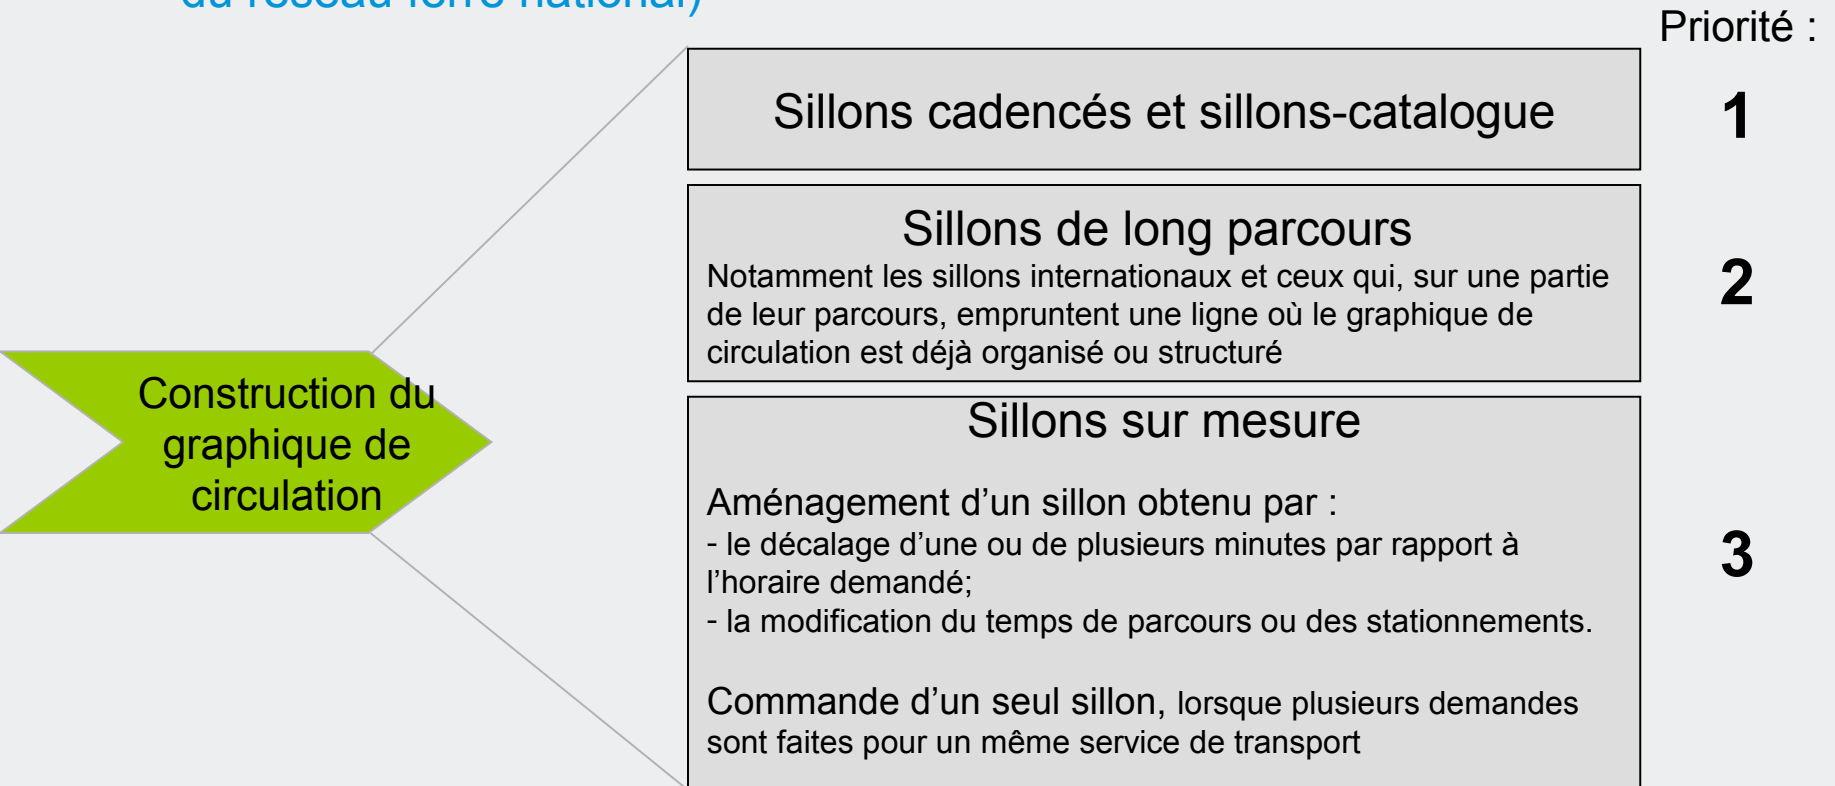 du réseau ferré national)
Priorité :
Sillons cadencés et sillons-catalogue
1
Sillons de long parcours
Notamment les sillons internationaux et ceux qui, sur une partie
de leur parcours, empruntent une ligne où le graphique de
circulation est déjà organisé ou structuré
2
Construction du
graphique de
circulation
Sillons sur mesure
Aménagement d’un sillon obtenu par :
- le décalage d’une ou de plusieurs minutes par rapport à
l’horaire demandé;
- la modification du temps de parcours ou des stationnements.
Commande d’un seul sillon, lorsque plusieurs demandes
sont faites pour un même service de transport
3